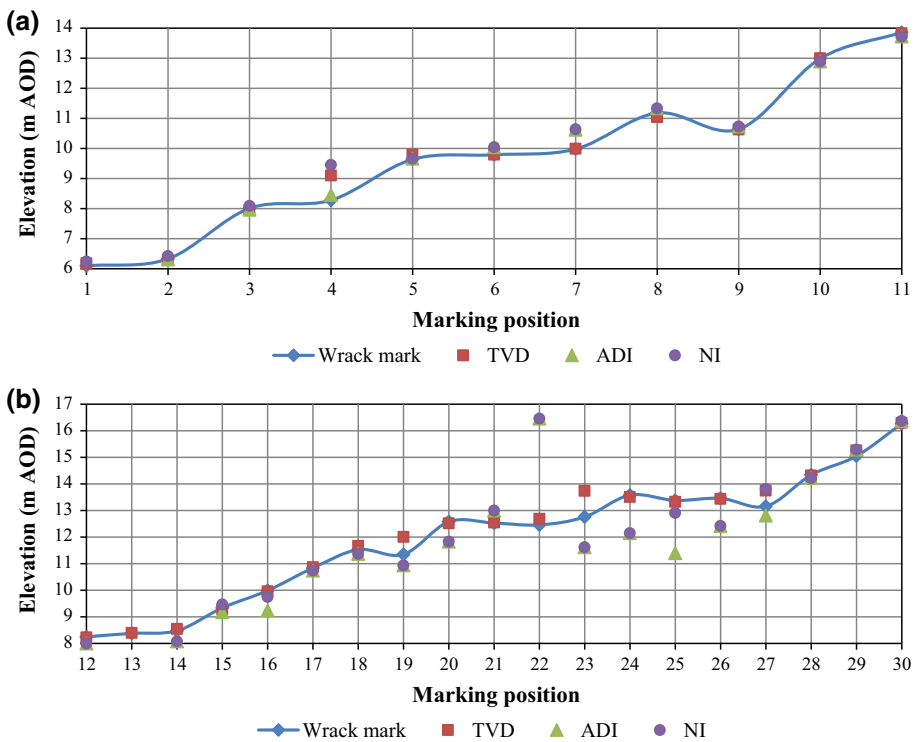 (a)
Elevation (m AOD)
14
13
12
11
10
9
8
7
6
1 2 3 4 5 6 7 8 9 10 11
Marking position
Wrack mark TVD ADI NI
(b)
Elevation (m AOD)
17
16
15
14
13
12
11
10
9
8
12 13 14 15 16 17 18 19 20 21 22 23 24 25 26 27 28 29 30
Marking position
Wrack mark TVD ADI NI